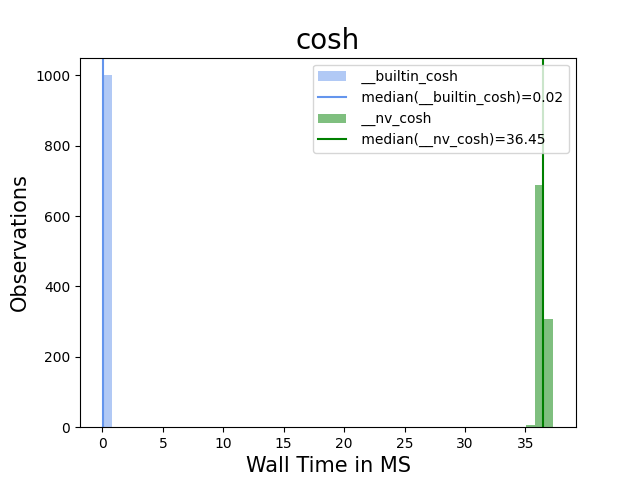 cosh
__builtin_cosh
median(__builtin_cosh)=0.02
__nv_cosh
median(__nv_cosh)=36.45
1000
800
600
400
200
0
Observations
0 5 10 15 20 25 30 35
Wall Time in MS